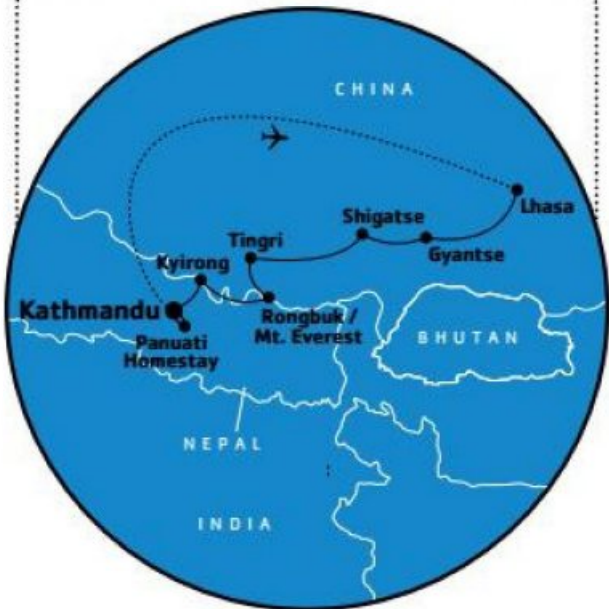 CHINA
Lhasa
Shigatse
Gyantse
Tingri
Kyirong
Kathmandu
Rongbuk /
Mt. Everest
Panuati
Homestay
BHUTAN
NEPAL
INDIA